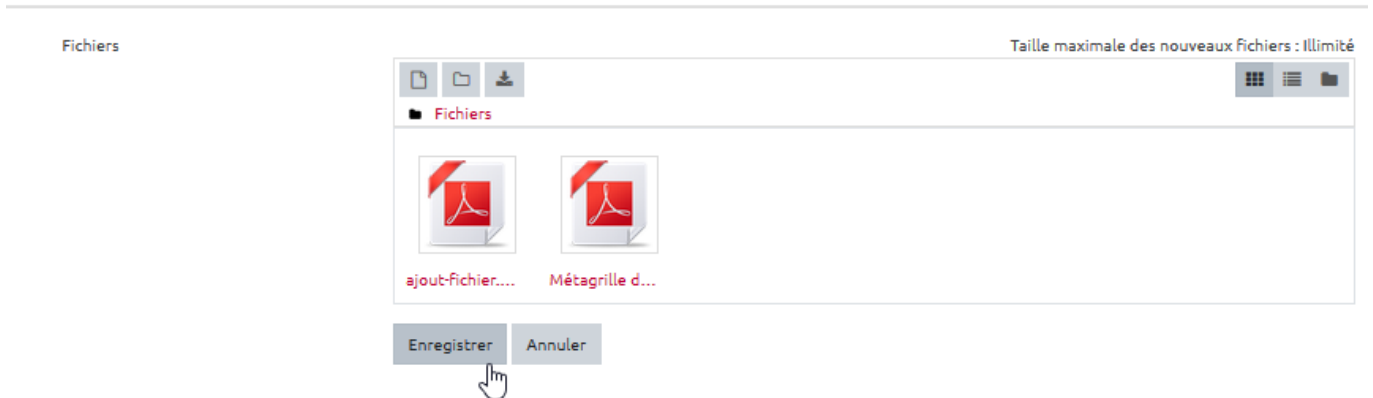 Fichiers
Taille maximale des nouveaux fichiers : Illimité
Fichiers
ajout-fichier....
Métagrille d...
Enregistrer
Annuler